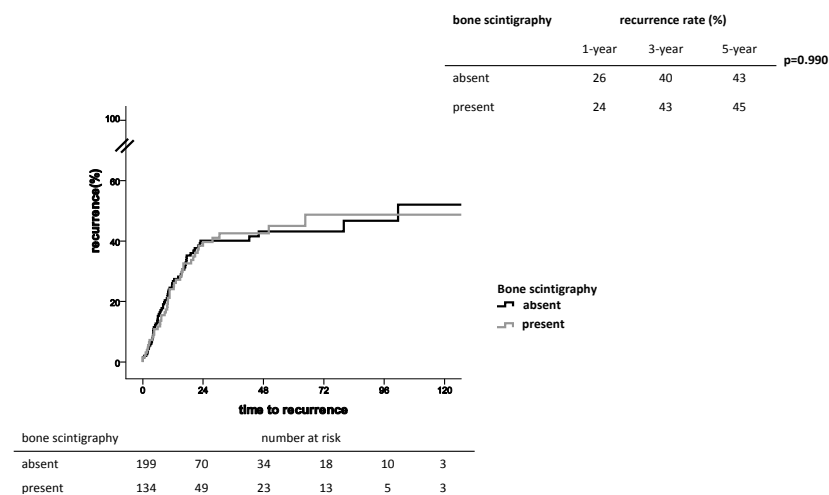 bone scintigraphy recurrence rate (%)
1-year 3-year 5-year
p=0.990
absent 26 40 43
present 24 43 45
100
60
40
20
0
recurrence(%)
0 24 48 72 96 120
time to recurrence
Bone scintigraphy
absent
present
bone scintigraphy number at risk
absent 199 70 34 18 10 3
present 134 49 23 13 5 3